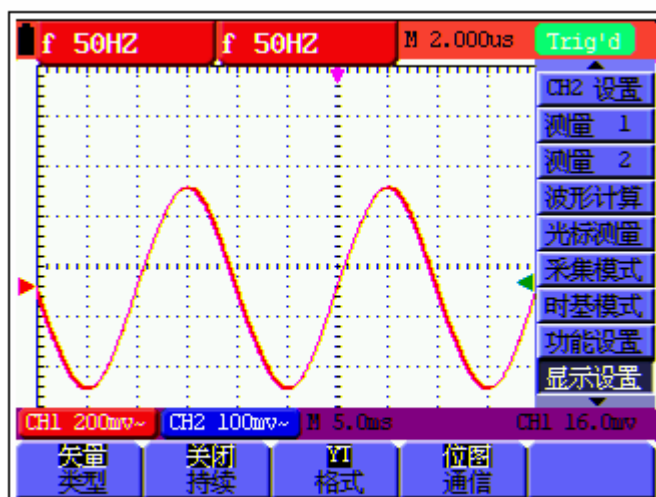 f 50HZ f 50HZ M 2.000us Trig'd
CH2 设置
测量 1
测量 2
波形计算
光标测量
采集模式
时基模式
功能设置
显示设置
CH1 200mv~ CH2 100mv~ M 5.0ms CH1 16.0mv
矢量 关闭 YT 位图
类型 持续 格式 通信